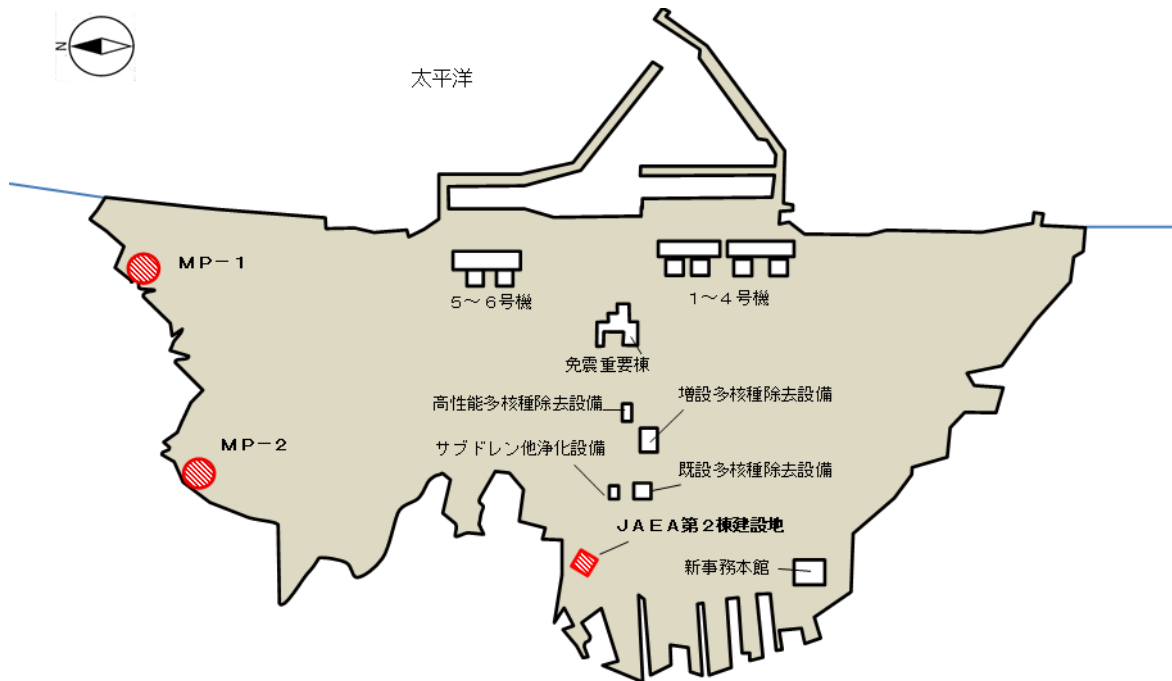 N
太平洋
MP－1
5～6号機
1～4号機
免震重要棟
増設多核種除去設備
高性能多核種除去設備
MP－2
サブドレン他浄化設備
既設多核種除去設備
JAEA第2棟建設地
新事務本館